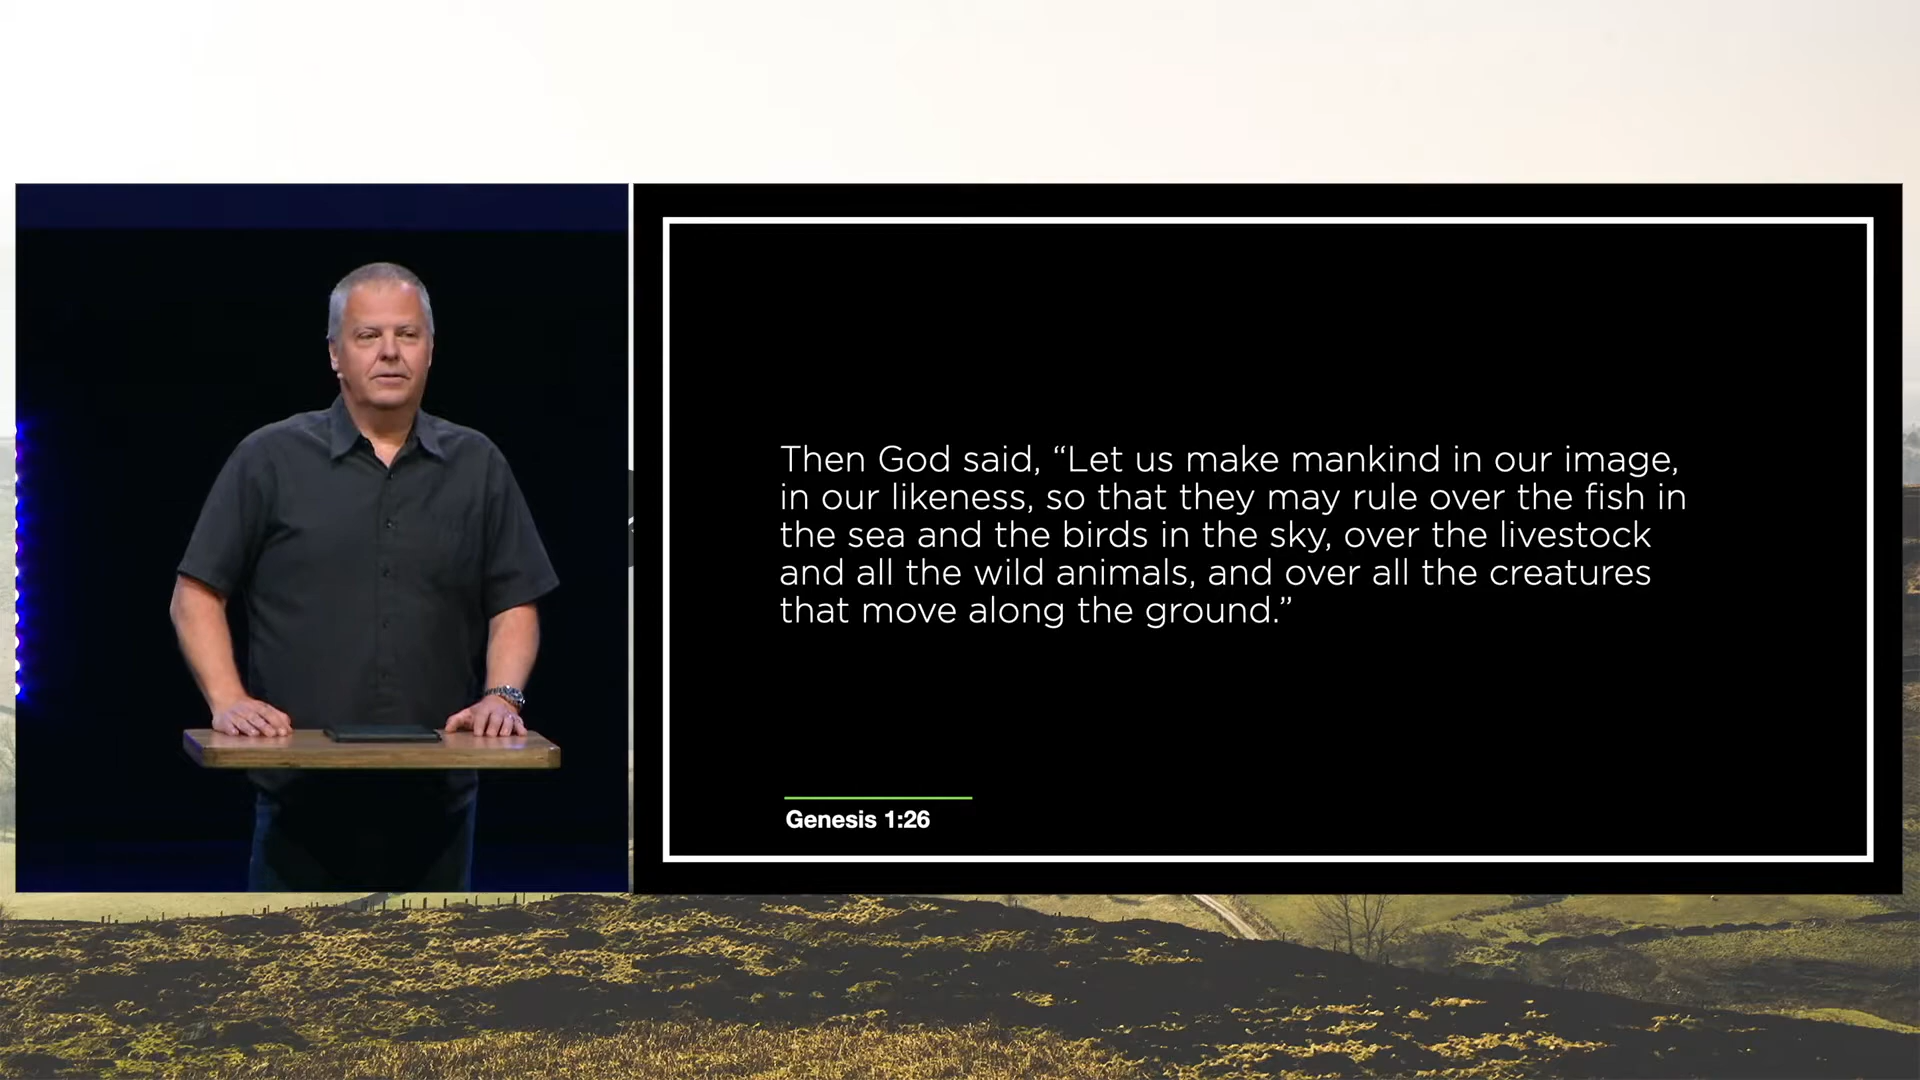 Then God said, “Let us make mankind in our image,
in our likeness, so that they may rule over the fish in
the sea and the birds in the sky, over the livestock
and all the wild animals, and over all the creatures
that move along the ground.”
Genesis 1:26